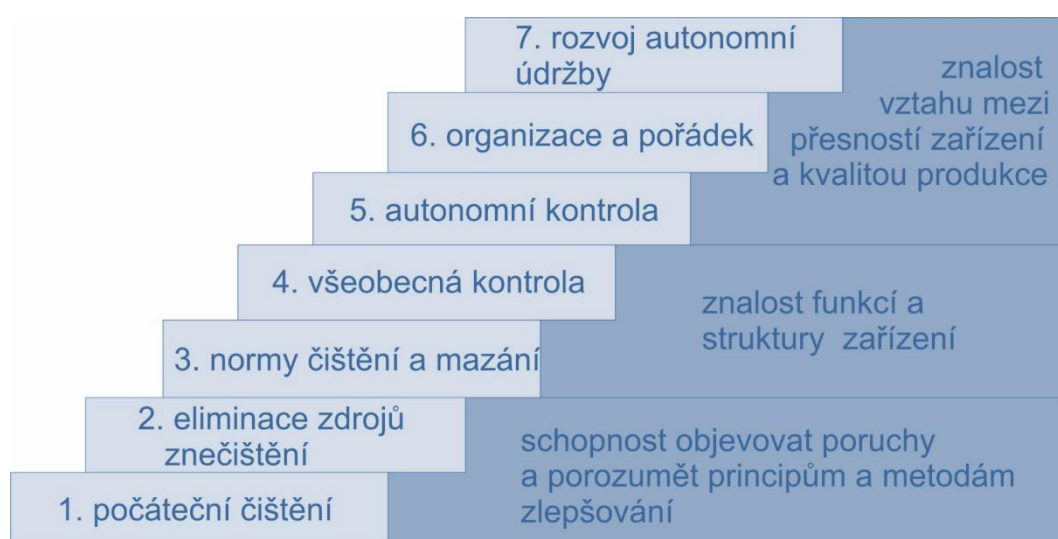 7. rozvoj autonomní
údržby
6. organizace a pořádek
5. autonomní kontrola
znalost
vztahu mezi
přesností zařízení
a kvalitou produkce
4. všeobecná kontrola
3. normy čištění a mazání
znalost funkcí a
struktury zařízení
2. eliminace zdrojů
znečištění
1. počáteční čištění
schopnost objevovat poruchy
a porozumět principům a metodám
zlepšování